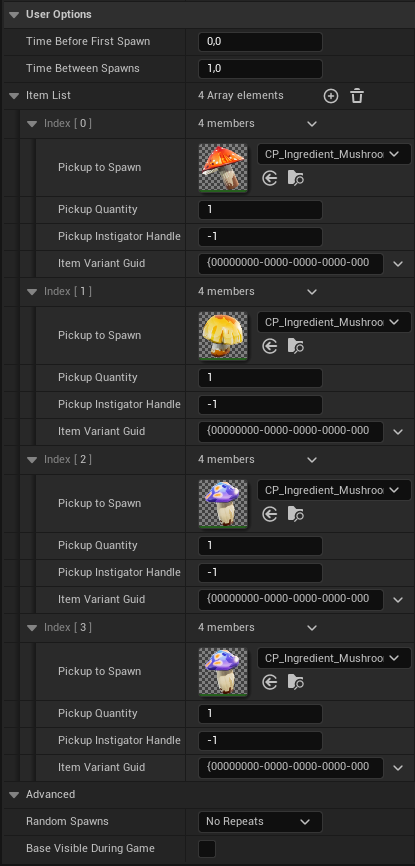 User Options
Time Before First Spawn 0,0
Time Between Spawns 1,0
Item List 4 Array elements
Index [ 0 ] 4 members
Pickup to Spawn CP_Ingredient_Mushroo
Pickup Quantity 1
Pickup Instigator Handle -1
Item Variant Guid {00000000-0000-0000-0000-000
Index [ 1 ] 4 members
Pickup to Spawn CP_Ingredient_Mushroo
Pickup Quantity 1
Pickup Instigator Handle -1
Item Variant Guid {00000000-0000-0000-0000-000
Index [ 2 ] 4 members
Pickup to Spawn CP_Ingredient_Mushroo
Pickup Quantity 1
Pickup Instigator Handle -1
Item Variant Guid {00000000-0000-0000-0000-000
Index [ 3 ] 4 members
Pickup to Spawn CP_Ingredient_Mushroo
Pickup Quantity 1
Pickup Instigator Handle -1
Item Variant Guid {00000000-0000-0000-0000-000
Advanced
Random Spawns No Repeats
Base Visible During Game